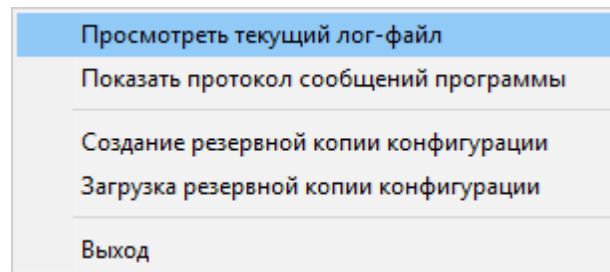 Просмотреть текущий лог-файл
Показать протокол сообщений программы
Создание резервной копии конфигурации
Загрузка резервной копии конфигурации
Выход